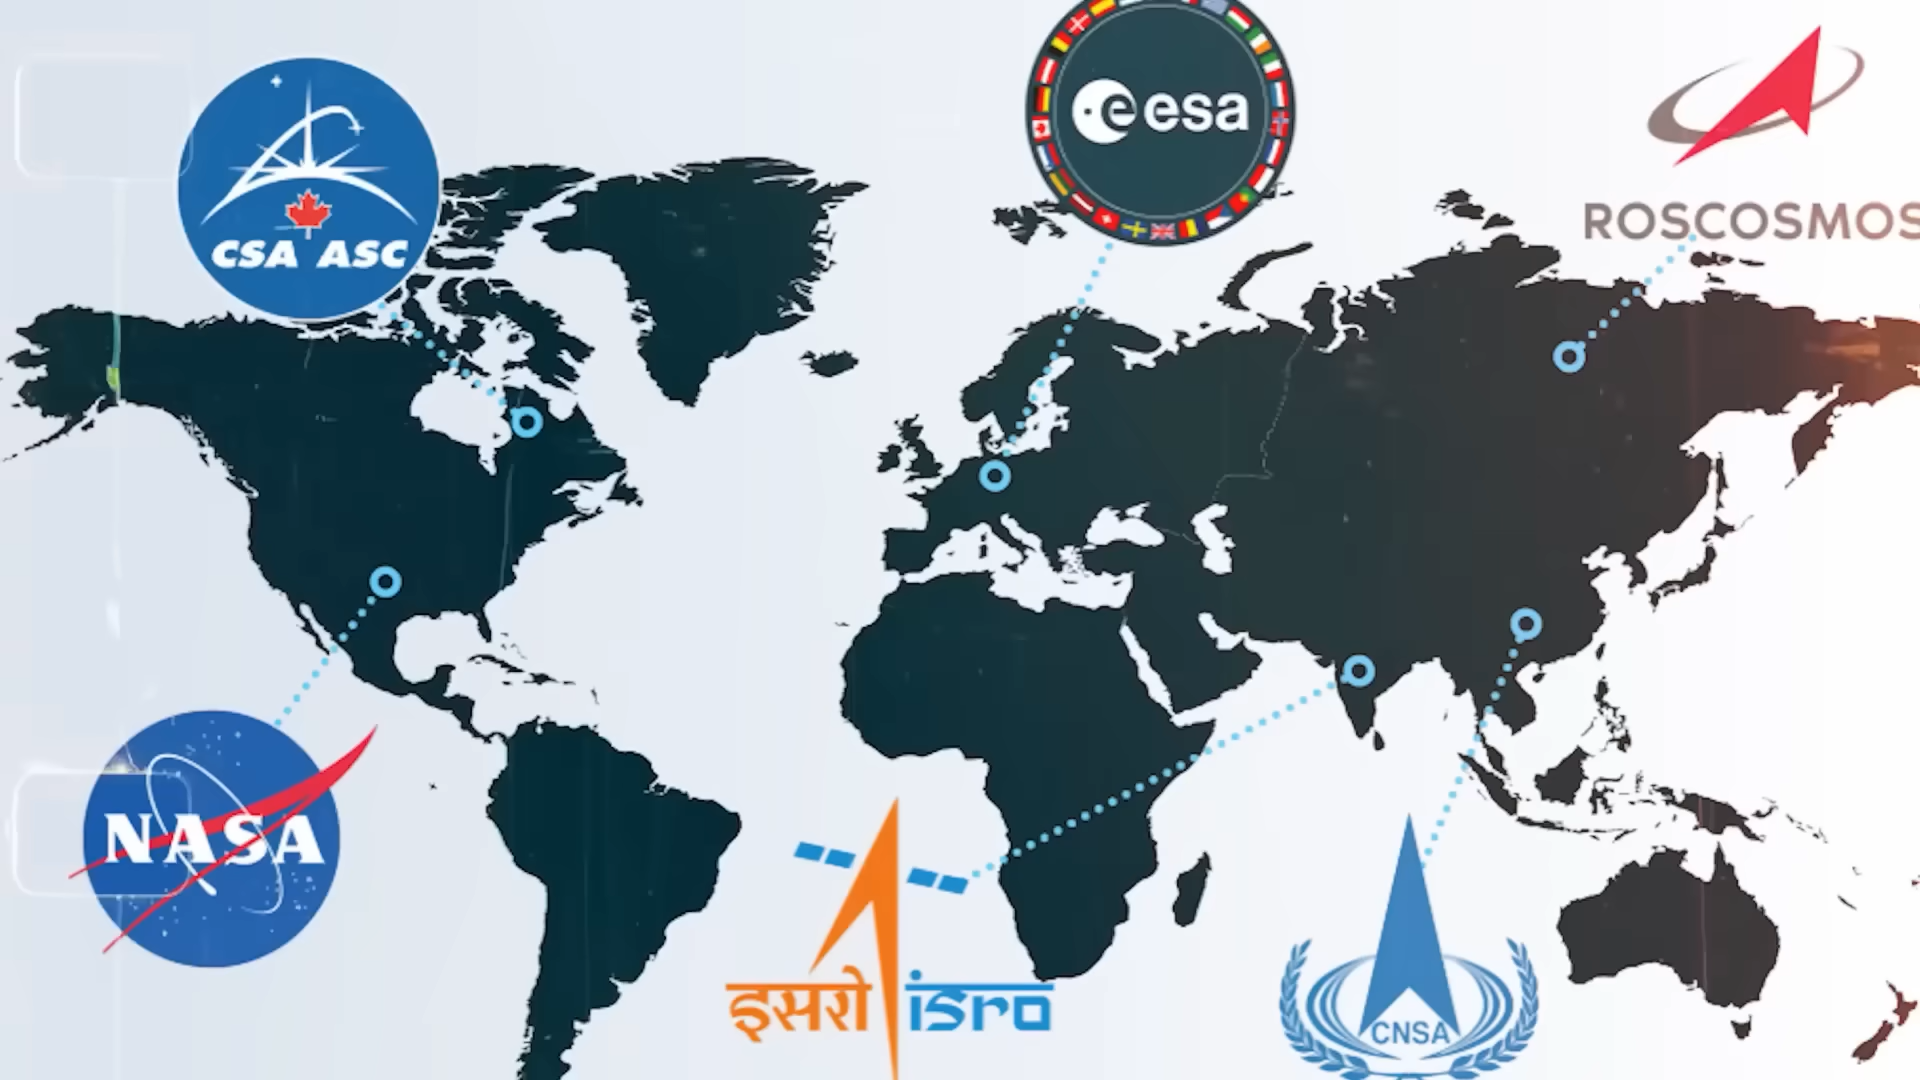 esa
ROSCOSMOS
CSA ASC
NASA
इसरो isro
CNSA